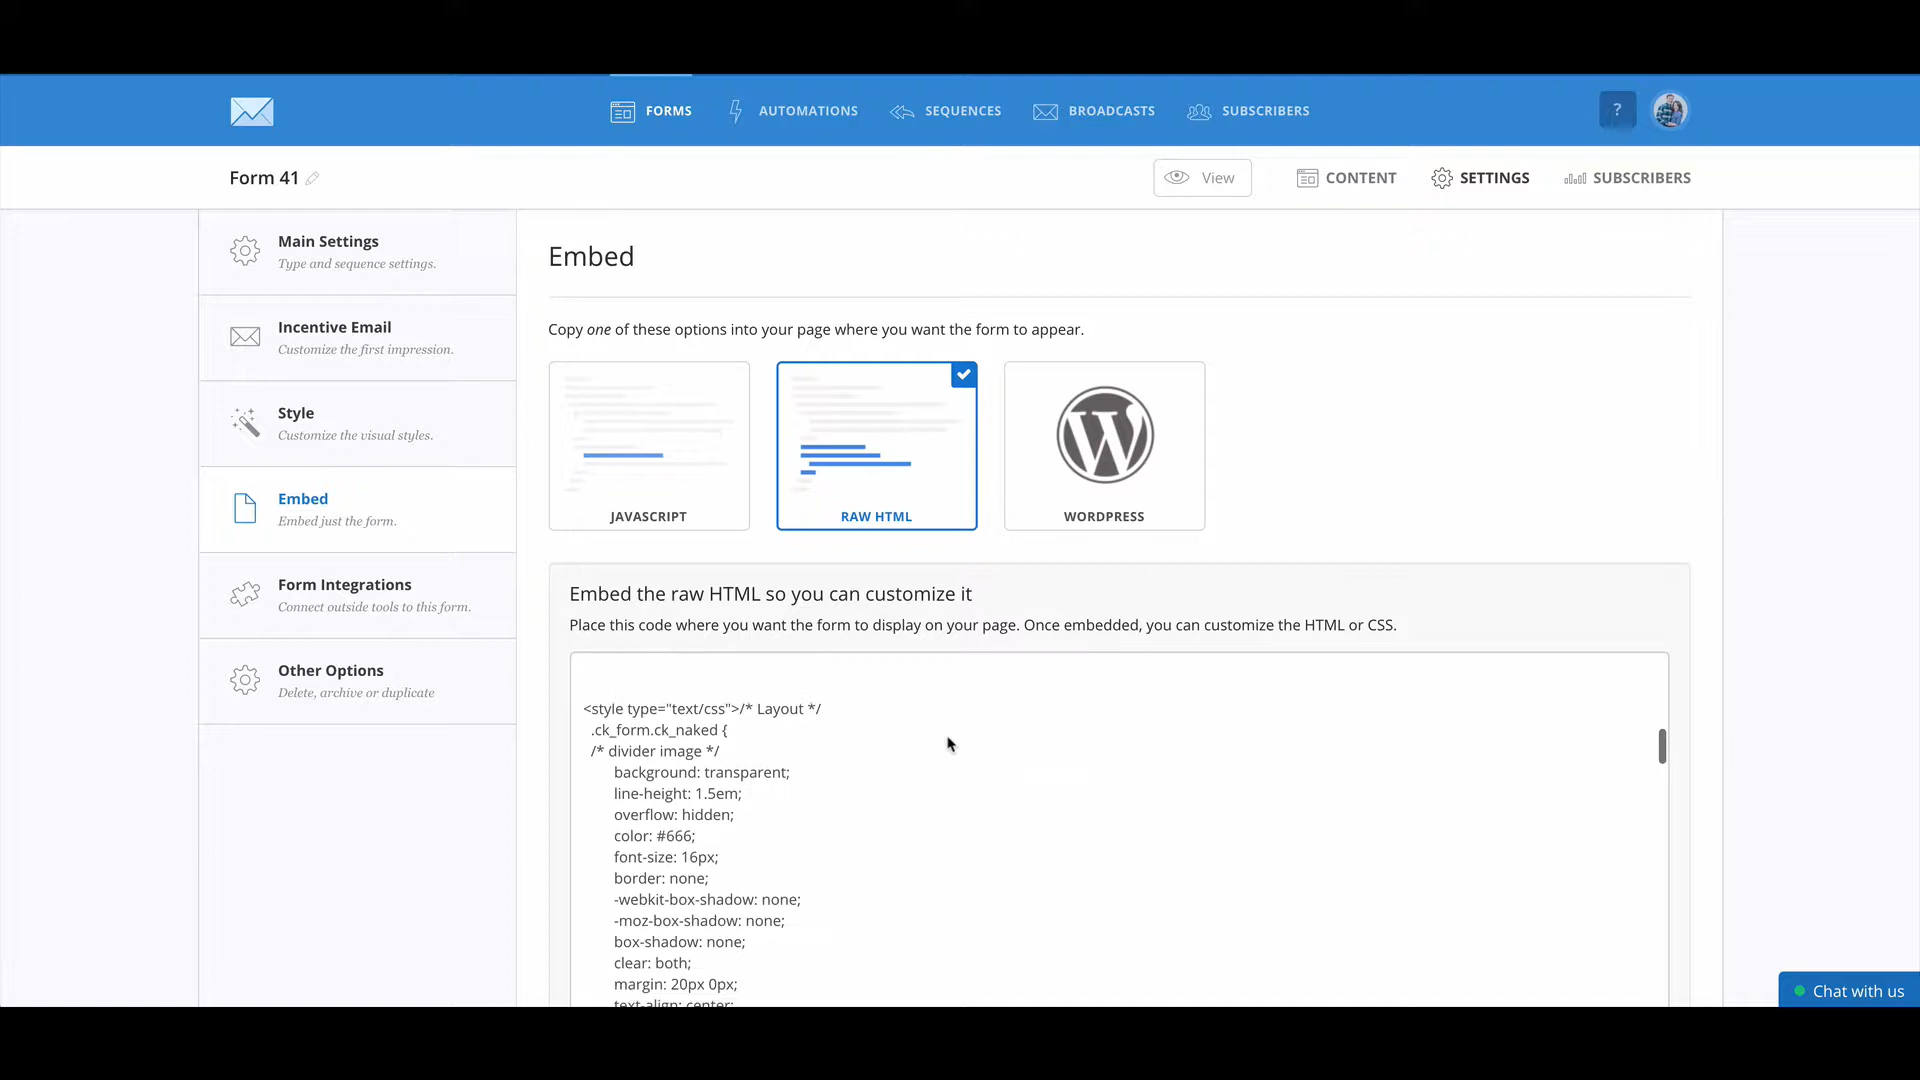 FORMS
AUTOMATIONS
SEQUENCES
BROADCASTS
SUBSCRIBERS
?
Form 41
View
CONTENT
SETTINGS
SUBSCRIBERS
Main Settings
Type and sequence settings.
Incentive Email
Customize the first impression.
Style
Customize the visual styles.
Embed
Embed just the form.
Form Integrations
Connect outside tools to this form.
Other Options
Delete, archive or duplicate
Embed
Copy one of these options into your page where you want the form to appear.
JAVASCRIPT
RAW HTML
WORDPRESS
Embed the raw HTML so you can customize it
Place this code where you want the form to display on your page. Once embedded, you can customize the HTML or CSS.
<style type="text/css">/* Layout */
.ck_form.ck_naked {
/* divider image */
background: transparent;
line-height: 1.5em;
overflow: hidden;
color: #666;
font-size: 16px;
border: none;
-webkit-box-shadow: none;
-moz-box-shadow: none;
box-shadow: none;
clear: both;
margin: 20px 0px;
text-align: center;
Chat with us